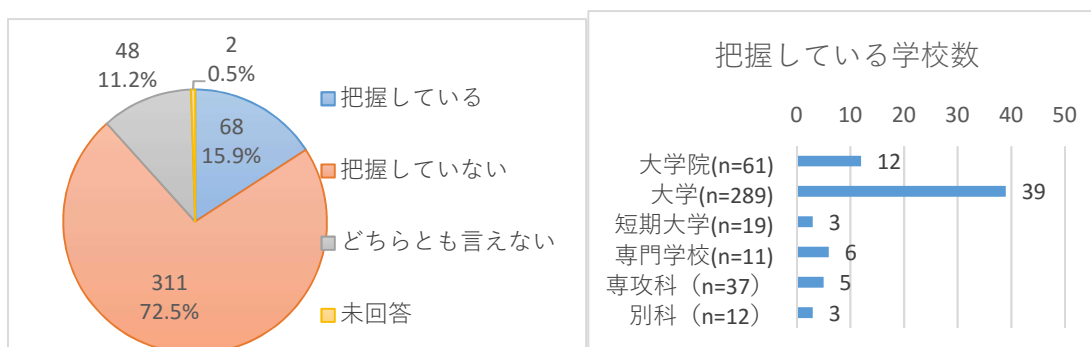 48
11.2%
2
0.5%
68
15.9%
311
72.5%
把握している
把握していない
どちらとも言えない
未回答
把握している学校数
0 10 20 30 40 50
大学院(n=61) 12
大学(n=289) 39
短期大学(n=19) 3
専門学校(n=11) 6
専攻科（n=37） 5
別科（n=12） 3